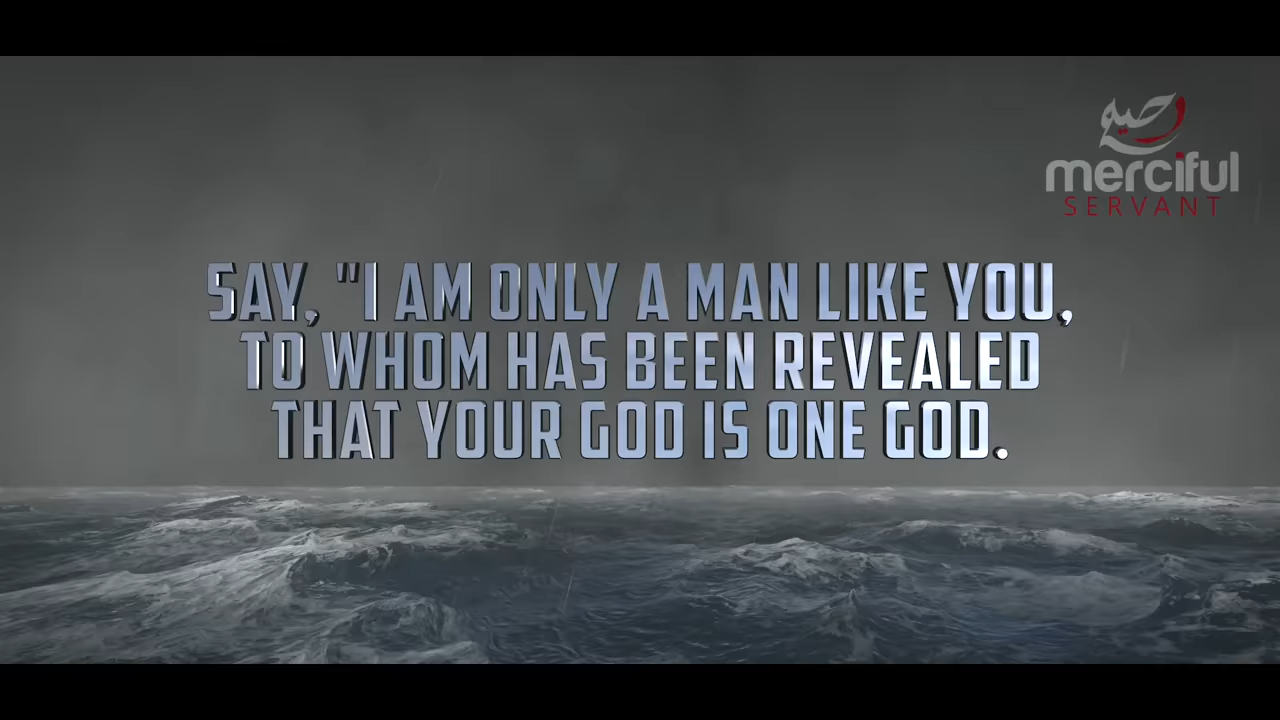 merciful
SERVANT
SAY, "I AM ONLY A MAN LIKE YOU,
TO WHOM HAS BEEN REVEALED
THAT YOUR GOD IS ONE GOD.